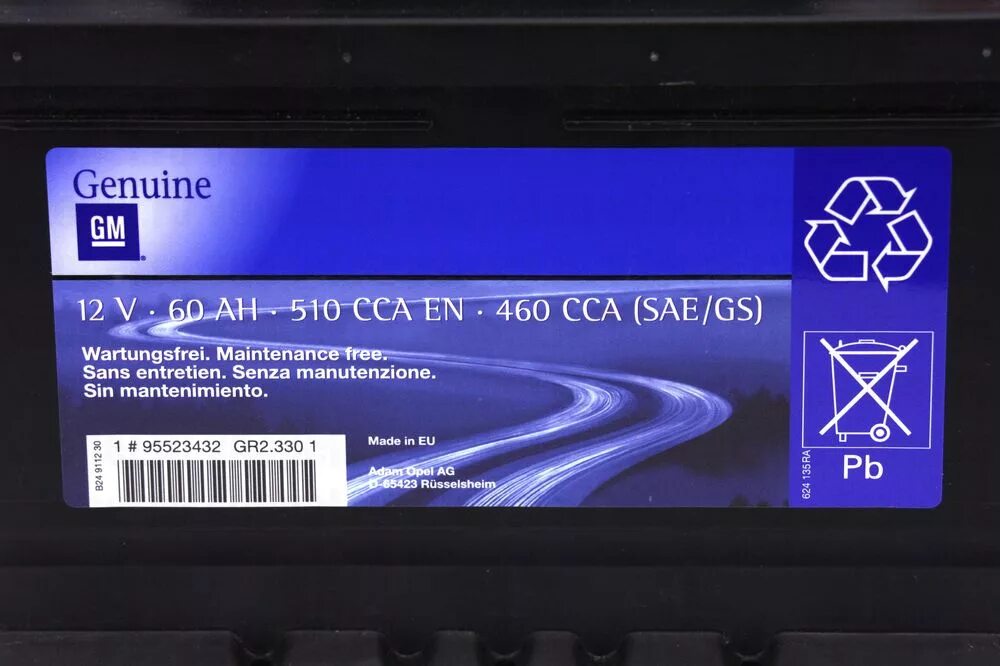 Genuine
GM
12 V · 60 AH · 510 CCA EN · 460 CCA (SAE/GS)
Wartungsfrei. Maintenance free.
Sans entretien. Senza manutenzione.
Sin mantenimiento.
B24 9112 30
1 # 95523432 GR2.330 1
Made in EU
Adam Opel AG
D-65423 Rüsselsheim
Pb
624 135RA